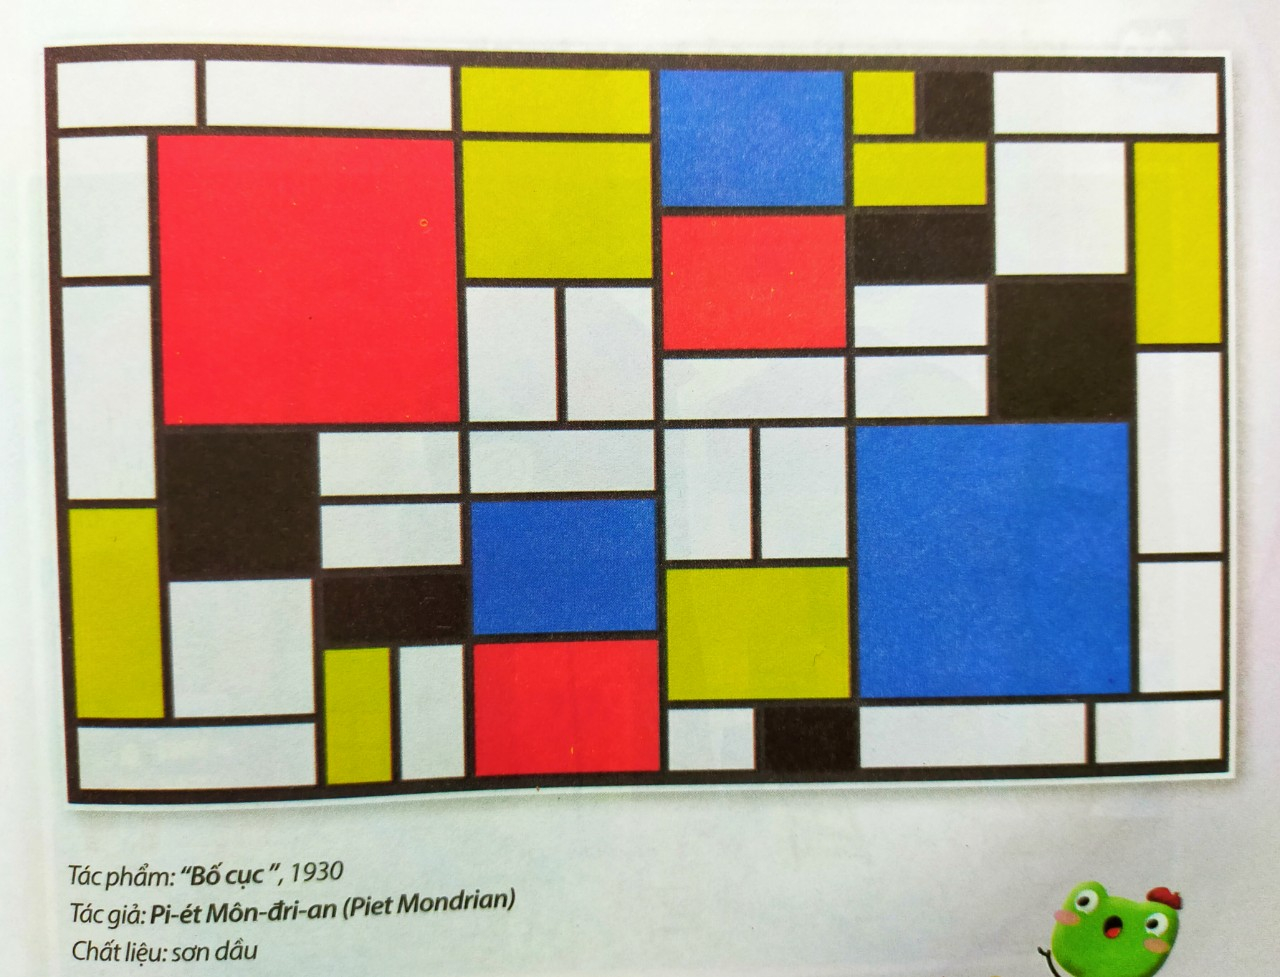 Tác phẩm: “Bố cục ”, 1930
Tác giả: Pi-ét Môn-đri-an (Piet Mondrian)
Chất liệu: sơn dầu